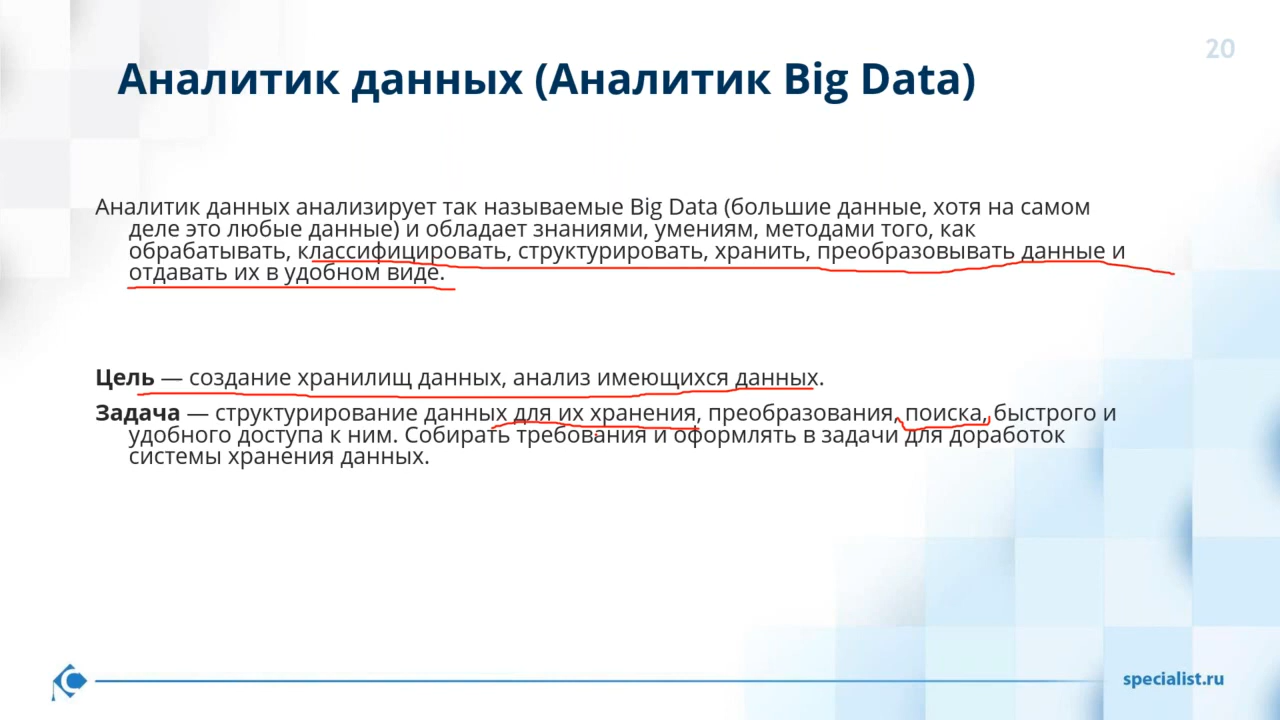 20
Аналитик данных (Аналитик Big Data)
Аналитик данных анализирует так называемые Big Data (большие данные, хотя на самом
деле это любые данные) и обладает знаниями, умениям, методами того, как
обрабатывать, классифицировать, структурировать, хранить, преобразовывать данные и
отдавать их в удобном виде.
Цель — создание хранилищ данных, анализ имеющихся данных.
Задача — структурирование данных для их хранения, преобразования, поиска, быстрого и
удобного доступа к ним. Собирать требования и оформлять в задачи для доработок
системы хранения данных.
specialist.ru